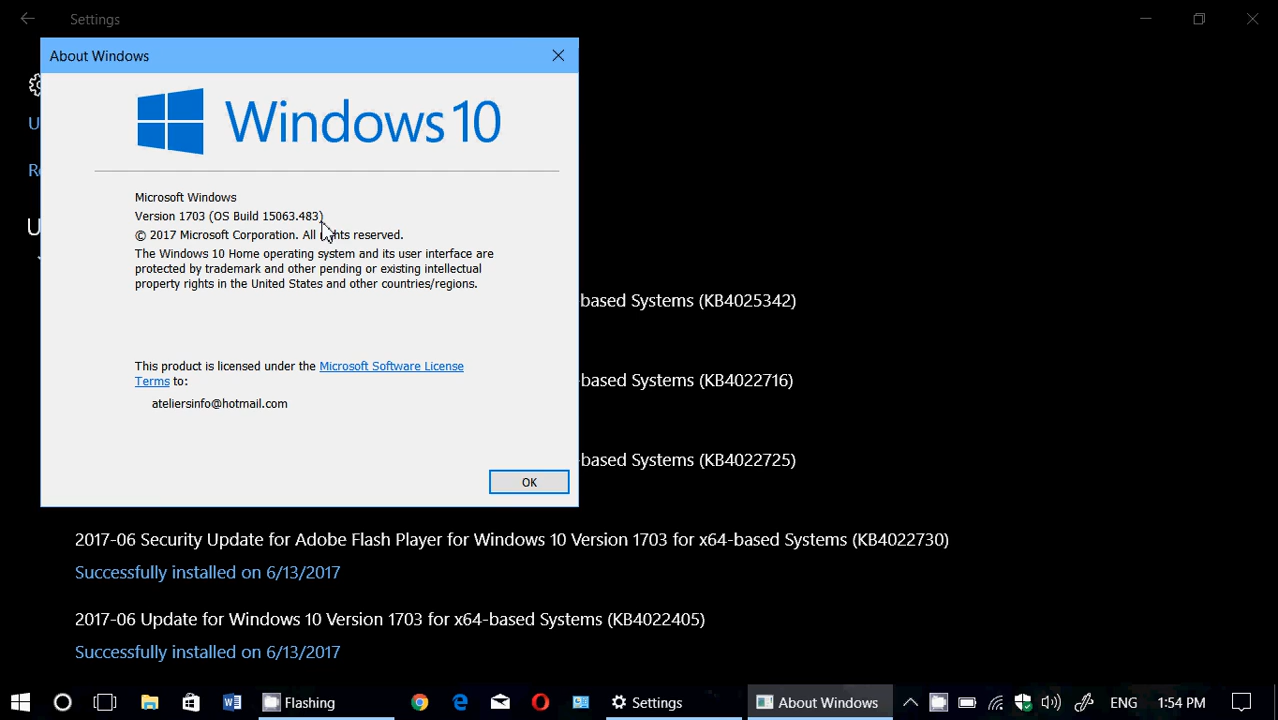 Settings
About Windows
Windows 10
Microsoft Windows
Version 1703 (OS Build 15063.483)
© 2017 Microsoft Corporation. All rights reserved.
The Windows 10 Home operating system and its user interface are
protected by trademark and other pending or existing intellectual
property rights in the United States and other countries/regions.
This product is licensed under the Microsoft Software License
Terms to:
ateliersinfo@hotmail.com
OK
based Systems (KB4025342)
-based Systems (KB4022716)
-based Systems (KB4022725)
2017-06 Security Update for Adobe Flash Player for Windows 10 Version 1703 for x64-based Systems (KB4022730)
Successfully installed on 6/13/2017
2017-06 Update for Windows 10 Version 1703 for x64-based Systems (KB4022405)
Successfully installed on 6/13/2017
Flashing
Settings
About Windows
ENG
1:54 PM